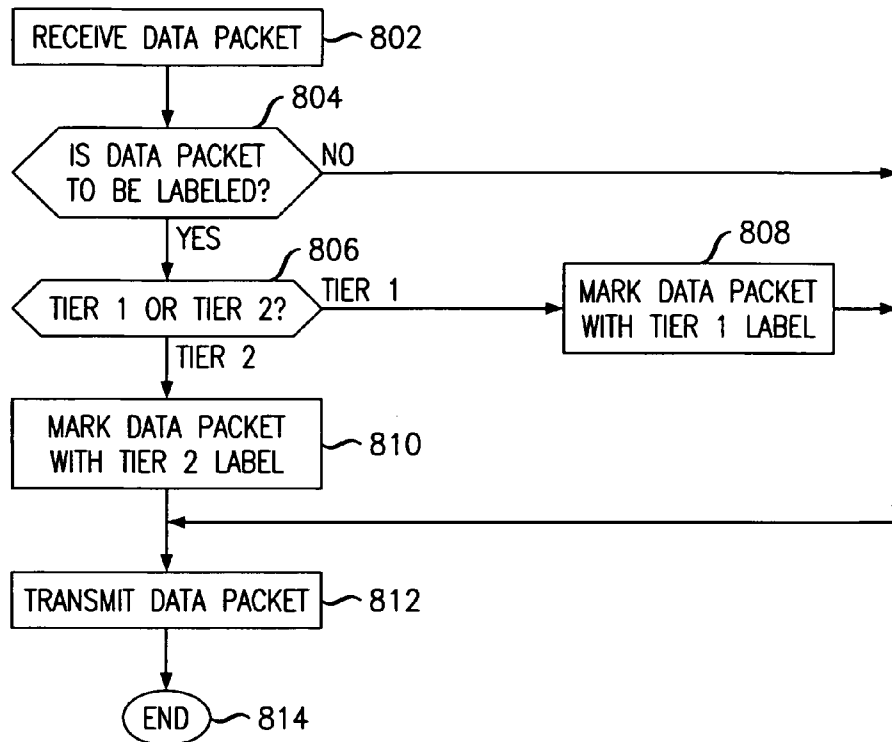 RECEIVE DATA PACKET
802
804
IS DATA PACKET
TO BE LABELED?
NO
YES
806
808
TIER 1 OR TIER 2?
TIER 1
MARK DATA PACKET
WITH TIER 1 LABEL
TIER 2
MARK DATA PACKET
WITH TIER 2 LABEL
810
TRANSMIT DATA PACKET
812
END
814